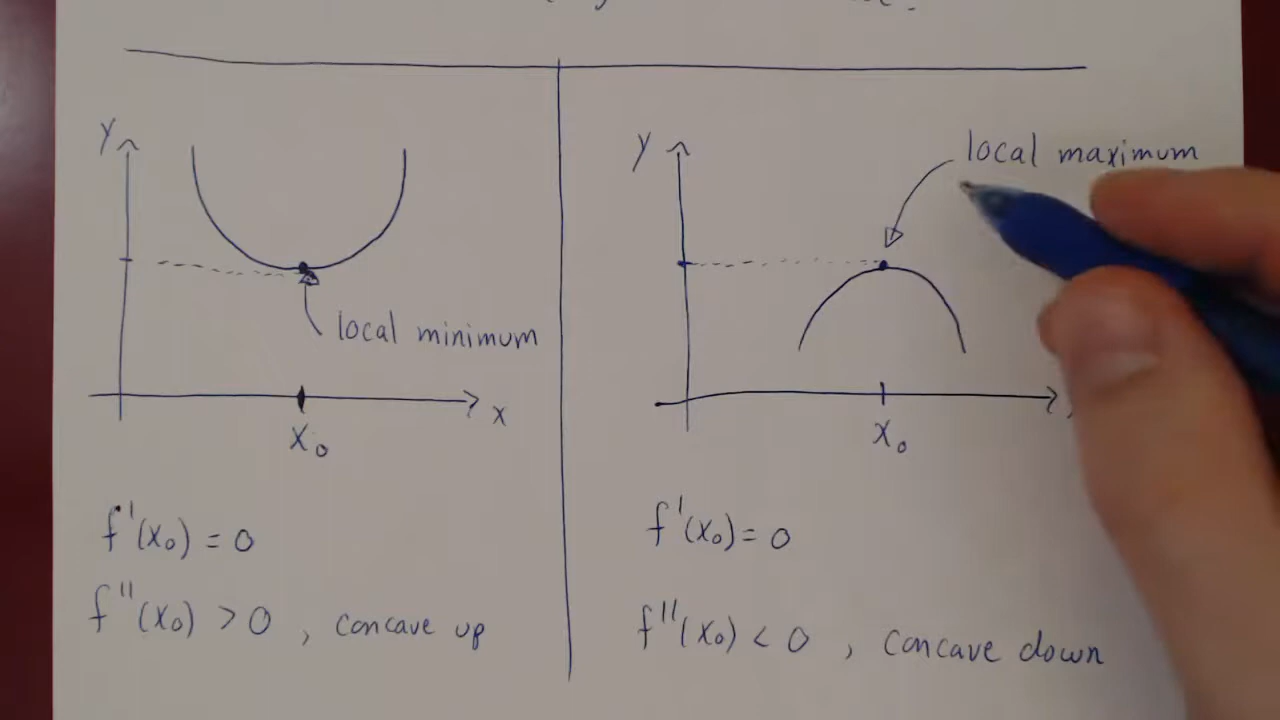 y
local minimum
x
x₀
f'(x₀) = 0
f''(x₀) > 0 , concave up
y
local maximum
x₀
f'(x₀) = 0
f''(x₀) < 0 , concave down